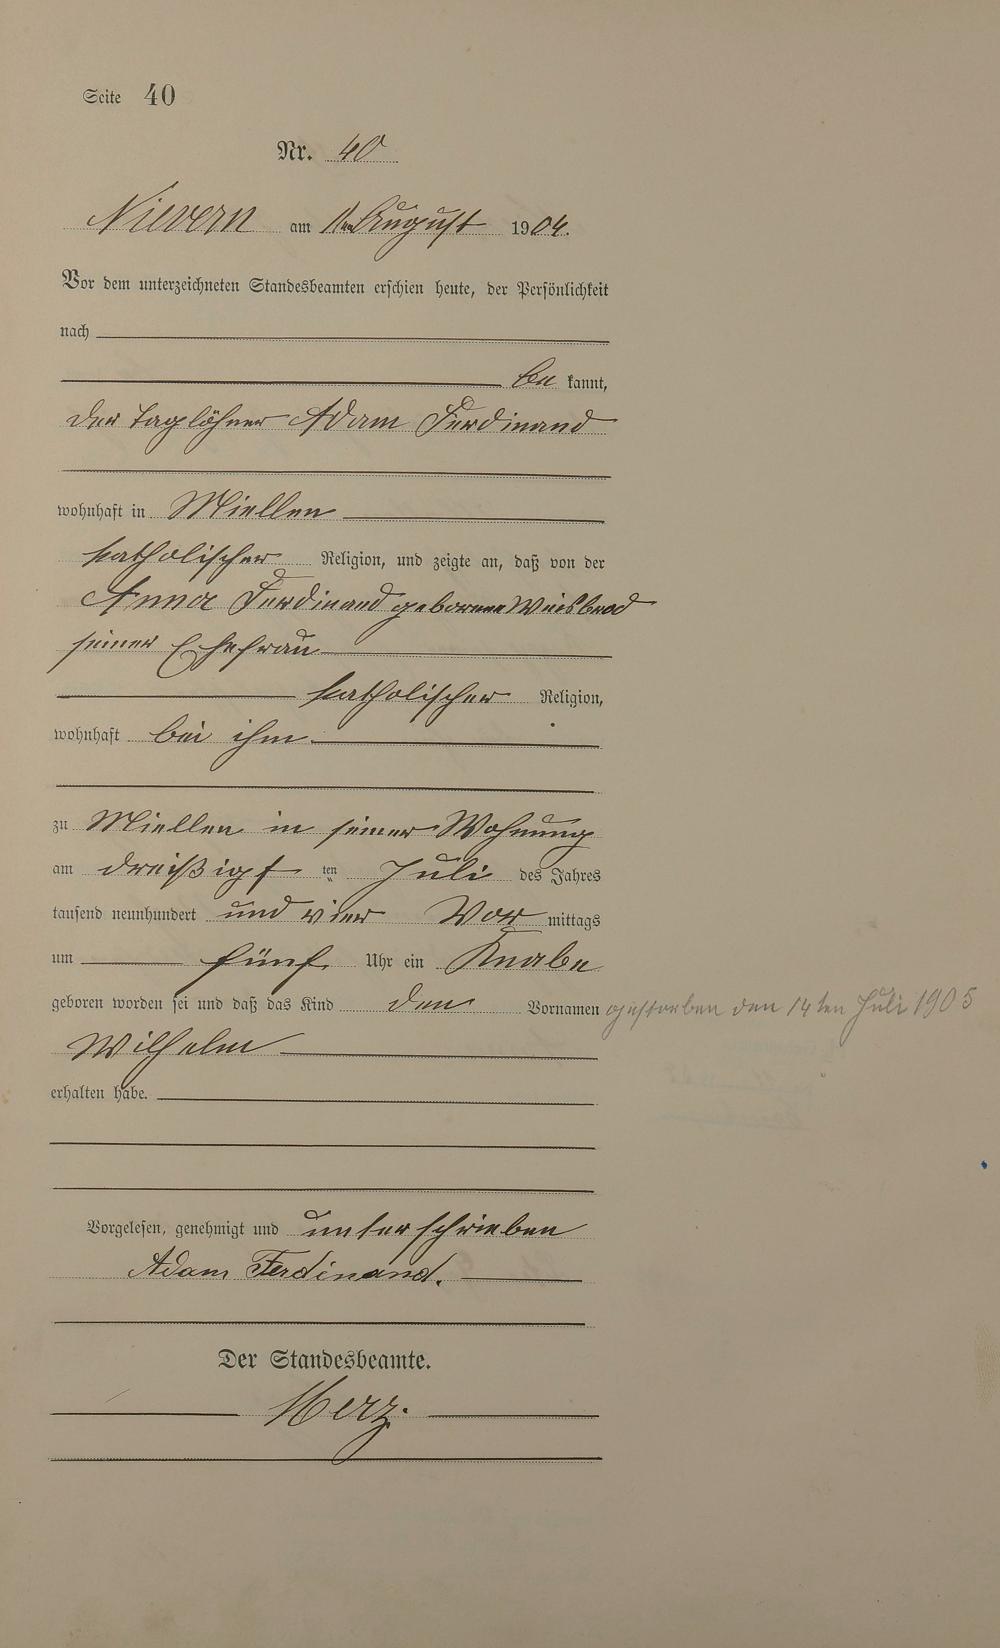 Seite 40
Nr. 40
Nievern am August 1904.
Vor dem unterzeichneten Standesbeamten erschien heute, der Persönlichkeit
nach
be kannt,
der Taglöhner Adam Ferdinand
wohnhaft in Miellen
katholischer Religion, und zeigte an, daß von der
Anna Ferdinand geborene
seiner Ehefrau
katholischer Religion,
wohnhaft bei ihm
zu Miellen in seiner Wohnung
am dreißigsten Juli des Jahres
tausend neunhundert und vier Vor mittags
um fünf Uhr ein Knabe
geboren worden sei und daß das Kind den Vornamen gestorben den 14ten Juli 1905
Wilhelm
erhalten habe.
Vorgelesen, genehmigt und unterschrieben
Adam Ferdinand.
Der Standesbeamte.
Merz.